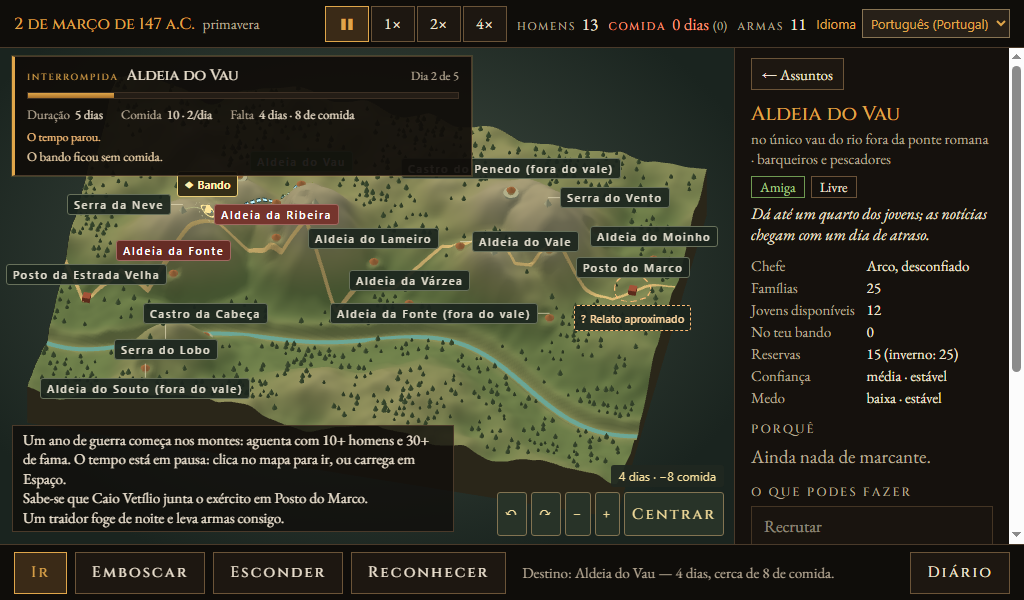 2 DE MARÇO DE 147 A.C. primavera
1× 2× 4×
HOMENS 13 COMIDA 0 dias (0) ARMAS 11 Idioma Português (Portugal)
INTERROMPIDA ALDEIA DO VAU Dia 2 de 5
Duração 5 dias Comida 10 · 2/dia Falta 4 dias · 8 de comida
O tempo parou.
O bando ficou sem comida.
Aldeia do Vau
Castro do Penedo (fora do vale)
◆ Bando
Serra da Neve
Serra do Vento
Aldeia da Ribeira
Aldeia do Lameiro
Aldeia do Vale
Aldeia do Moinho
Aldeia da Fonte
Posto da Estrada Velha
Posto do Marco
Aldeia da Várzea
Castro da Cabeça
Aldeia da Fonte (fora do vale)
? Relato aproximado
Serra do Lobo
Aldeia do Souto (fora do vale)
Um ano de guerra começa nos montes: aguenta com 10+ homens e 30+
de fama. O tempo está em pausa: clica no mapa para ir, ou carrega em
Espaço.
Sabe-se que Caio Vetílio junta o exército em Posto do Marco.
Um traidor foge de noite e leva armas consigo.
4 dias · −8 comida
− + CENTRAR
← Assuntos
ALDEIA DO VAU
no único vau do rio fora da ponte romana
· barqueiros e pescadores
Amiga Livre
Dá até um quarto dos jovens; as notícias
chegam com um dia de atraso.
Chefe Arco, desconfiado
Famílias 25
Jovens disponíveis 12
No teu bando 0
Reservas 15 (inverno: 25)
Confiança média · estável
Medo baixa · estável
PORQUÊ
Ainda nada de marcante.
O QUE PODES FAZER
Recrutar
IR EMBOSCAR ESCONDER RECONHECER Destino: Aldeia do Vau — 4 dias, cerca de 8 de comida. DIÁRIO